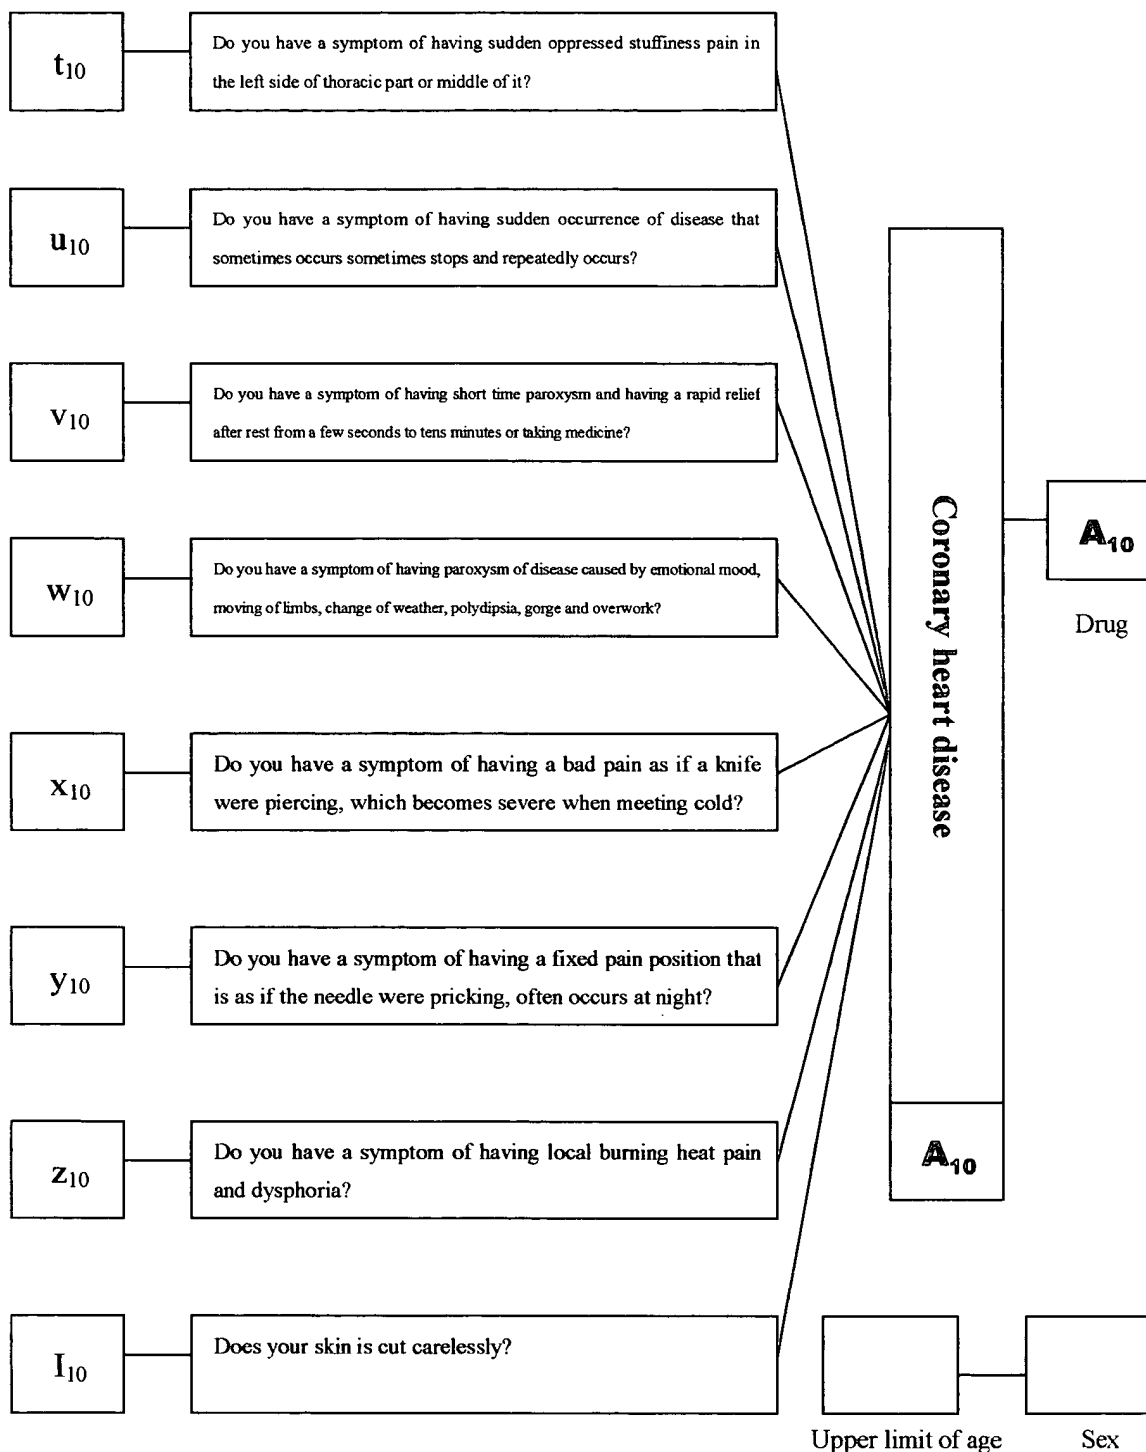 t10
Do you have a symptom of having sudden oppressed stuffiness pain in
the left side of thoracic part or middle of it?
u10
Do you have a symptom of having sudden occurrence of disease that
sometimes occurs sometimes stops and repeatedly occurs?
v10
Do you have a symptom of having short time paroxysm and having a rapid relief
after rest from a few seconds to tens minutes or taking medicine?
w10
Do you have a symptom of having paroxysm of disease caused by emotional mood,
moving of limbs, change of weather, polydipsia, gorge and overwork?
x10
Do you have a symptom of having a bad pain as if a knife
were piercing, which becomes severe when meeting cold?
y10
Do you have a symptom of having a fixed pain position that
is as if the needle were pricking, often occurs at night?
z10
Do you have a symptom of having local burning heat pain
and dysphoria?
I10
Does your skin is cut carelessly?
Coronary heart disease
A10
A10
Drug
Upper limit of age
Sex